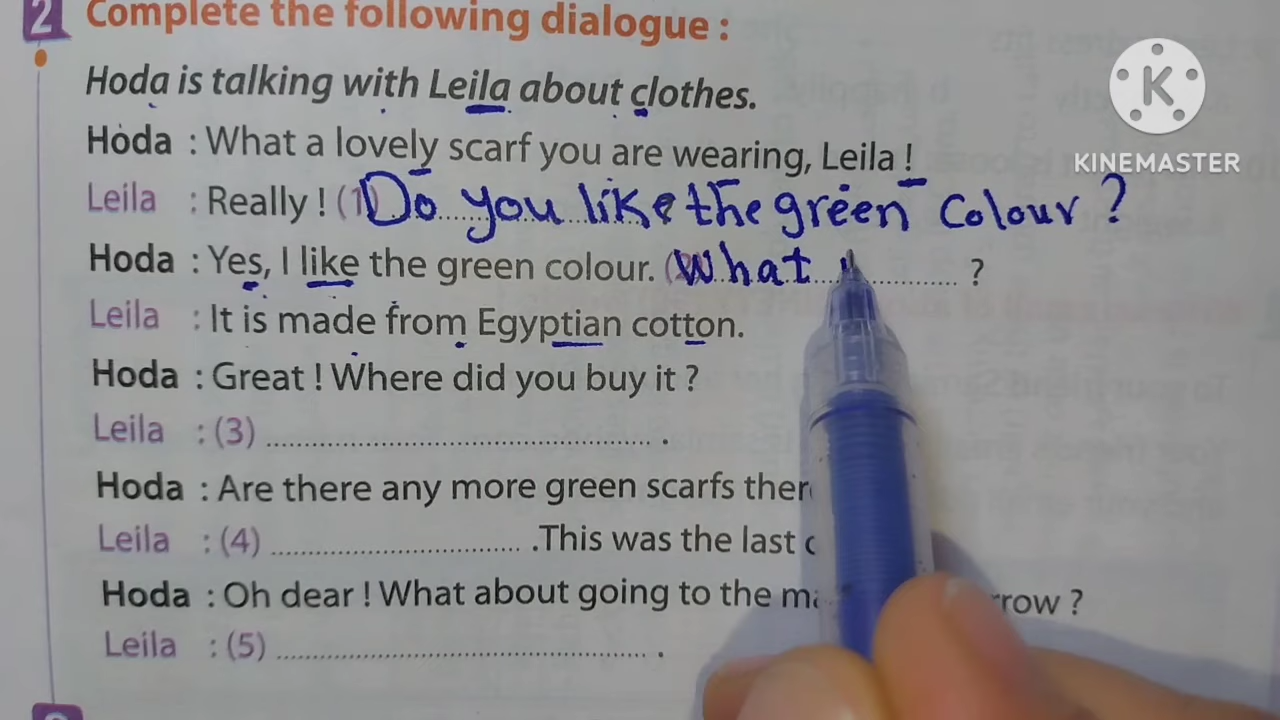 2 Complete the following dialogue :
Hoda is talking with Leila about clothes.
KINEMASTER
Hoda : What a lovely scarf you are wearing, Leila !
Leila : Really ! (1) Do you like the green colour ?
Hoda : Yes, I like the green colour. (2) What ............ ?
Leila : It is made from Egyptian cotton.
Hoda : Great ! Where did you buy it ?
Leila : (3) ............................................ .
Hoda : Are there any more green scarfs
Leila : (4) ............................ .This was the last
Hoda : Oh dear ! What about going to the
Leila : (5) .......................................... .